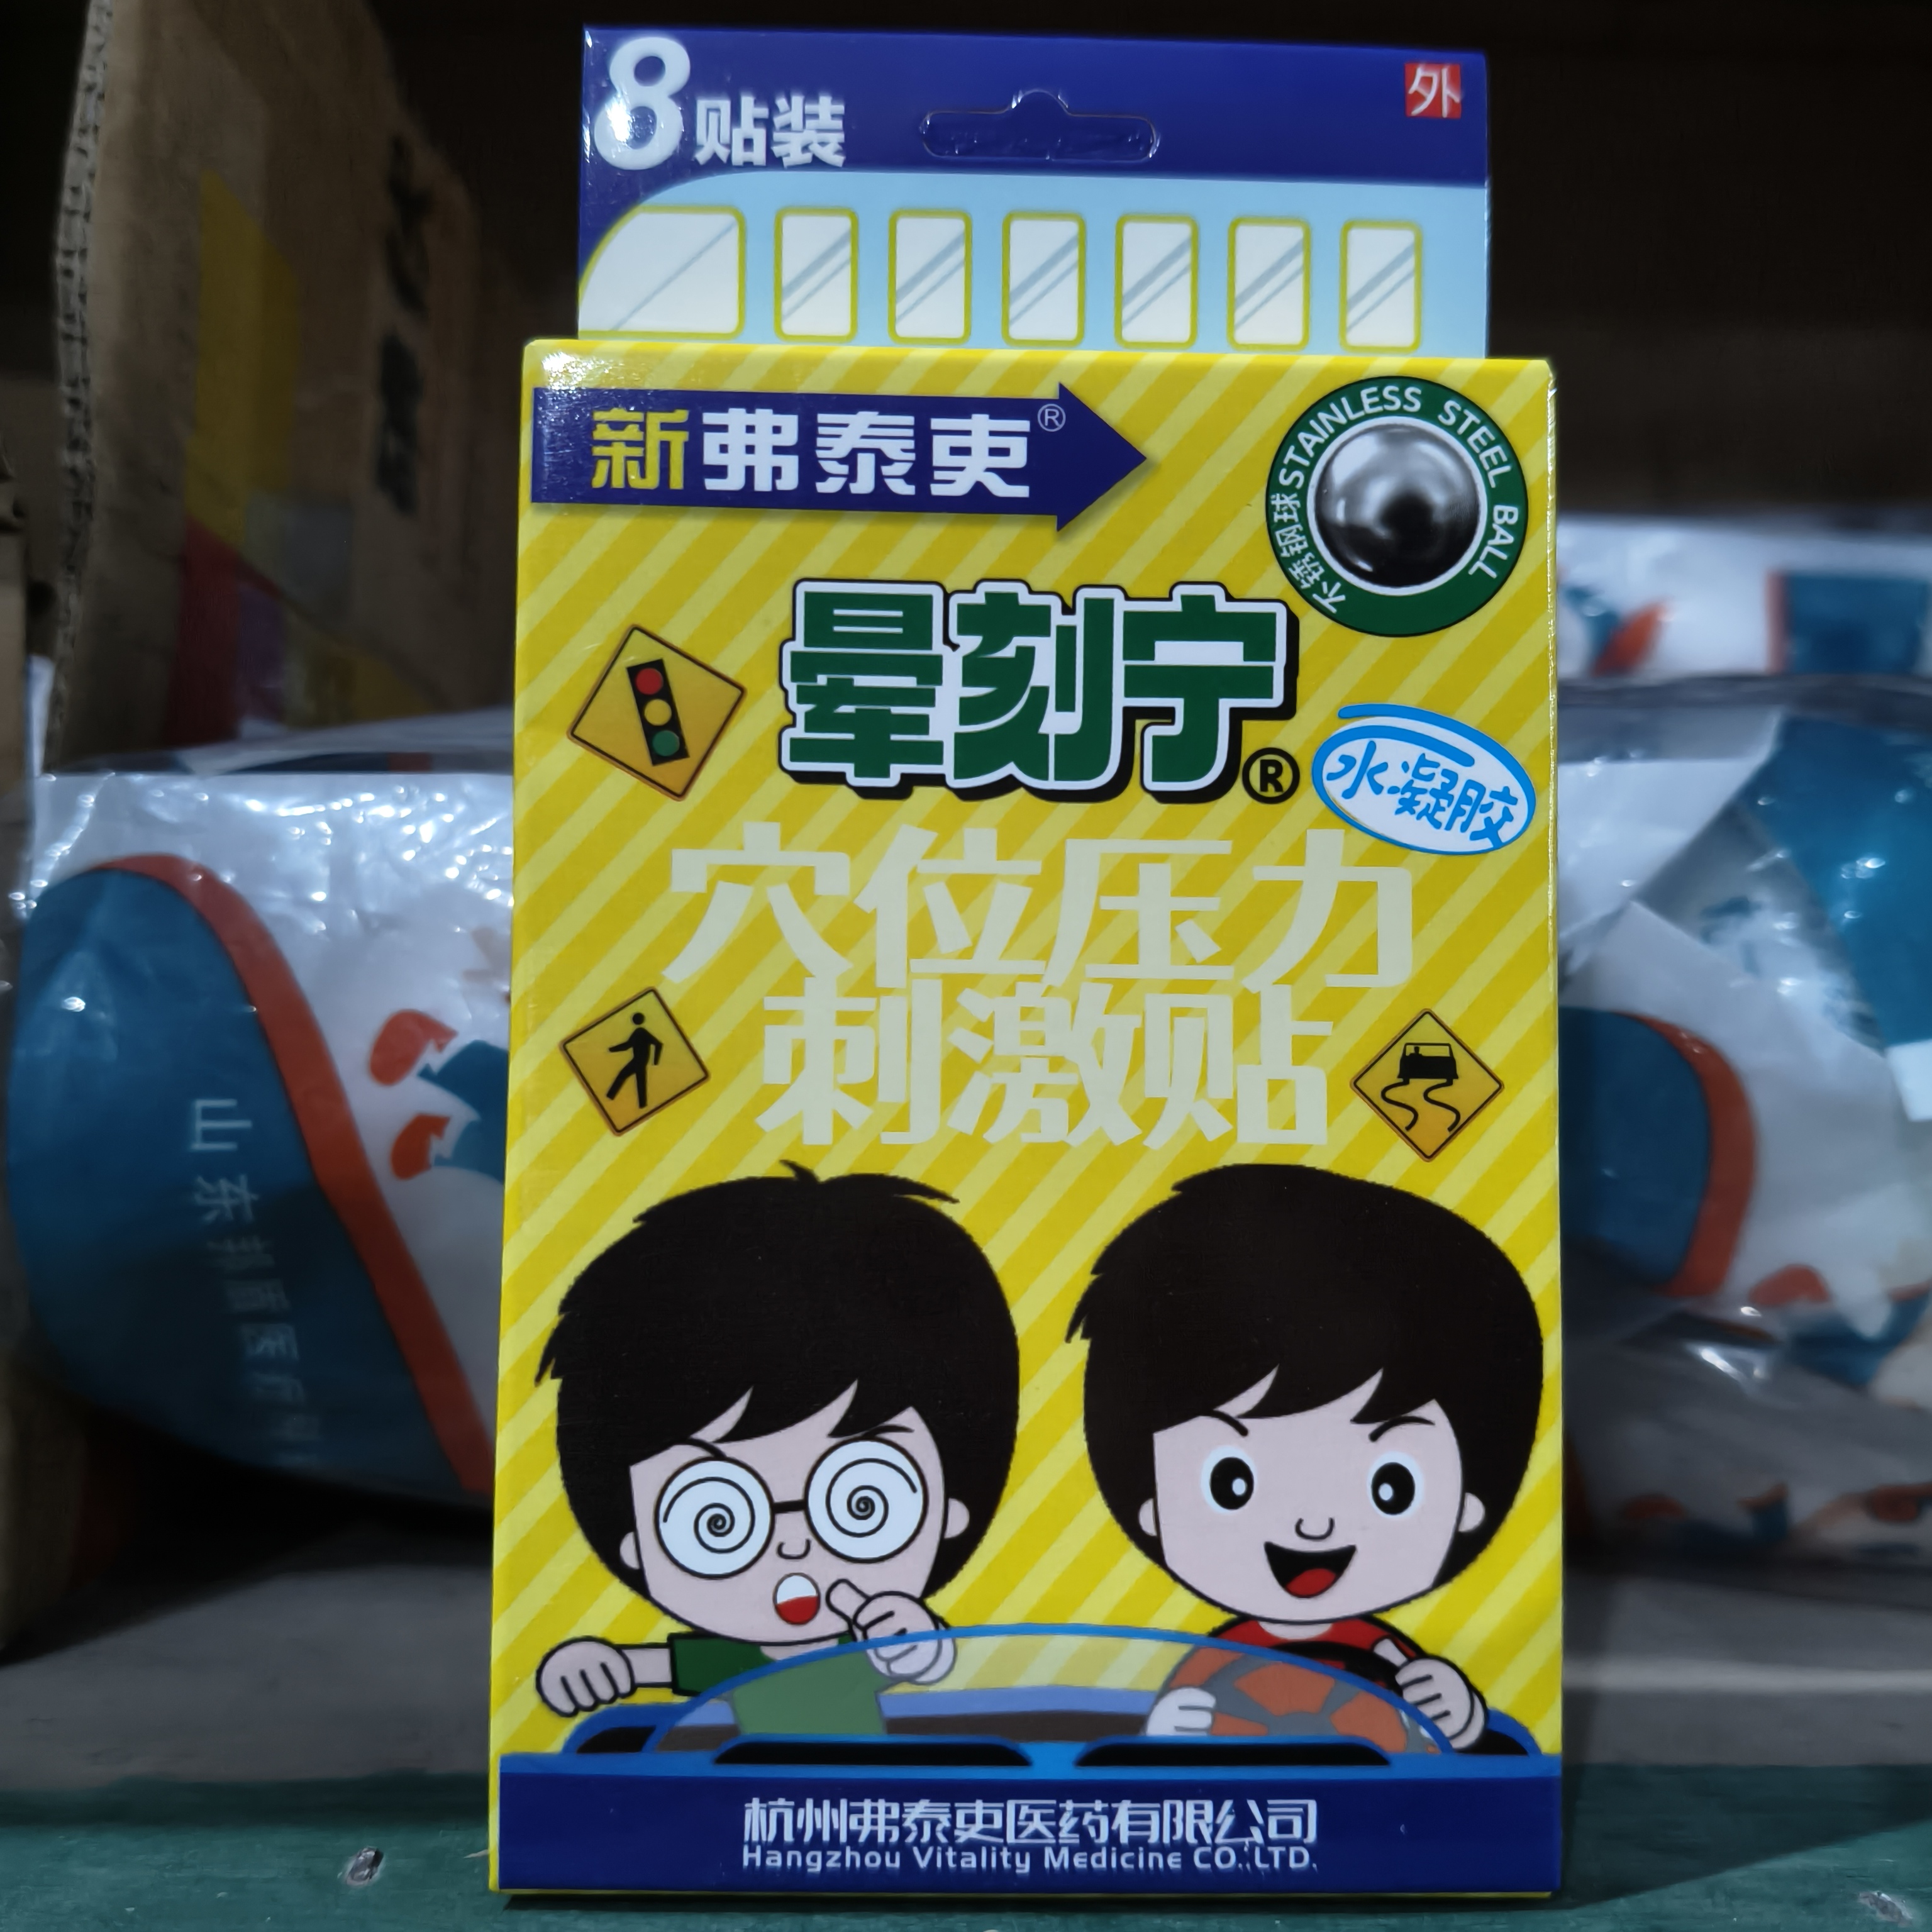 8贴装
外
新弗泰吏®
不锈钢球 STAINLESS STEEL BALL
晕刻宁®
水凝胶
穴位压力
刺激贴
杭州弗泰吏医药有限公司
Hangzhou Vitality Medicine CO.,LTD.
山东